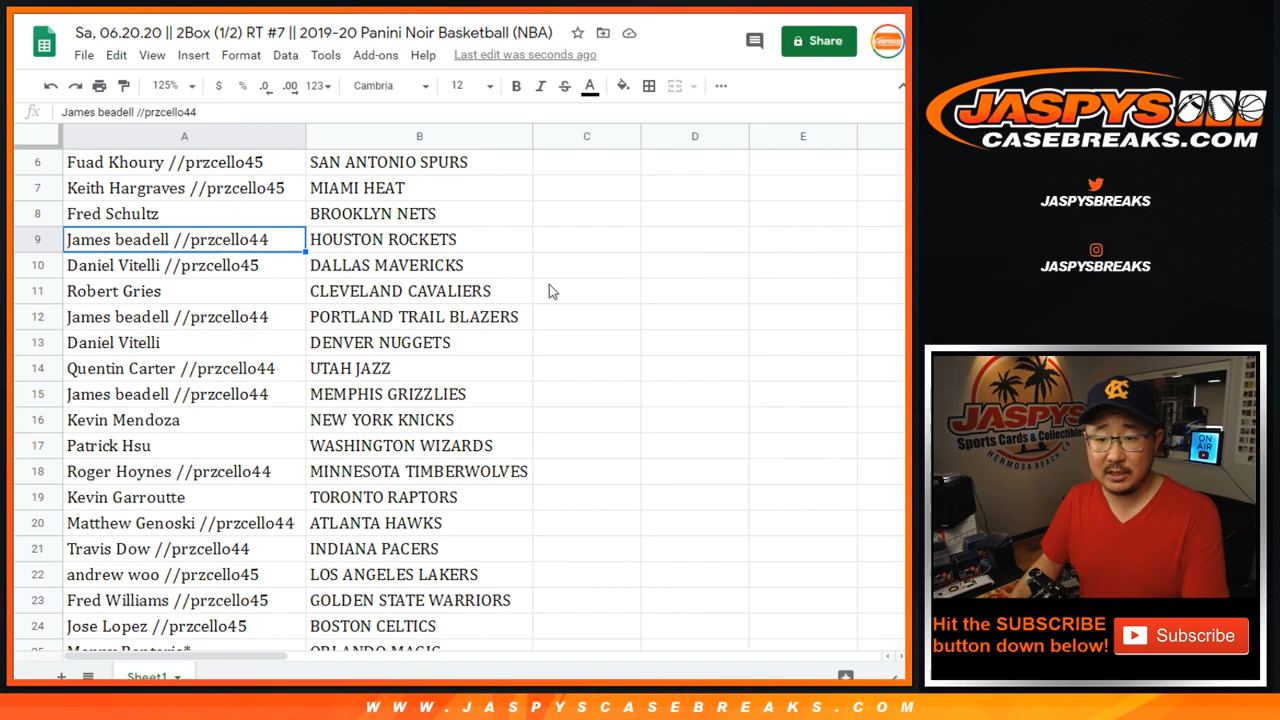 Sa, 06.20.20 || 2Box (1/2) RT #7 || 2019-20 Panini Noir Basketball (NBA)
File Edit View Insert Format Data Tools Add-ons Help Last edit was seconds ago
Share
125% $ % .0 .00 123 Cambria 12 B I S A
fx James beadell //przcello44
A B C D E
6 Fuad Khoury //przcello45 SAN ANTONIO SPURS
7 Keith Hargraves //przcello45 MIAMI HEAT
8 Fred Schultz BROOKLYN NETS
9 James beadell //przcello44 HOUSTON ROCKETS
10 Daniel Vitelli //przcello45 DALLAS MAVERICKS
11 Robert Gries CLEVELAND CAVALIERS
12 James beadell //przcello44 PORTLAND TRAIL BLAZERS
13 Daniel Vitelli DENVER NUGGETS
14 Quentin Carter //przcello44 UTAH JAZZ
15 James beadell //przcello44 MEMPHIS GRIZZLIES
16 Kevin Mendoza NEW YORK KNICKS
17 Patrick Hsu WASHINGTON WIZARDS
18 Roger Hoynes //przcello44 MINNESOTA TIMBERWOLVES
19 Kevin Garroutte TORONTO RAPTORS
20 Matthew Genoski //przcello44 ATLANTA HAWKS
21 Travis Dow //przcello44 INDIANA PACERS
22 andrew woo //przcello45 LOS ANGELES LAKERS
23 Fred Williams //przcello45 GOLDEN STATE WARRIORS
24 Jose Lopez //przcello45 BOSTON CELTICS
ORLANDO MAGIC
Sheet1
JASPYS
CASEBREAKS.COM
JASPYSBREAKS
JASPYSBREAKS
JASPYS
Sports Cards & Collectibles
HERMOSA BEACH, CA
ON AIR
Hit the SUBSCRIBE
button down below!
Subscribe
WWW.JASPYSCASEBREAKS.COM